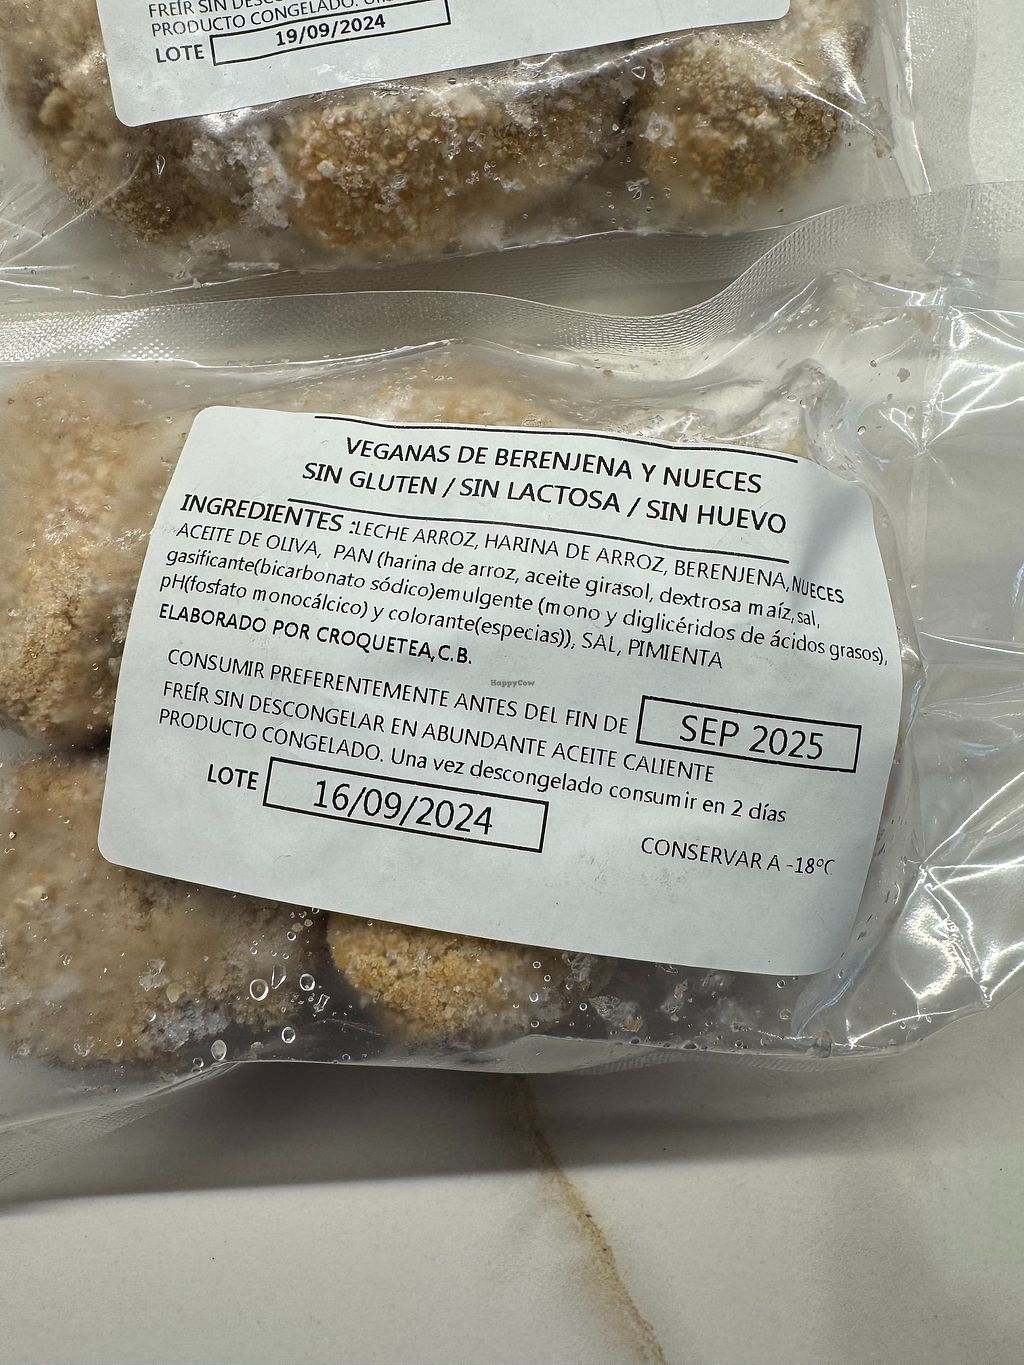 FREÍR SIN
PRODUCTO CONGELADO.
LOTE 19/09/2024
VEGANAS DE BERENJENA Y NUECES
SIN GLUTEN / SIN LACTOSA / SIN HUEVO
INGREDIENTES :LECHE ARROZ, HARINA DE ARROZ, BERENJENA, NUECES
ACEITE DE OLIVA, PAN (harina de arroz, aceite girasol, dextrosa maíz, sal,
gasificante(bicarbonato sódico)emulgente (mono y diglicéridos de ácidos grasos),
pH(fosfato monocálcico) y colorante(especias)), SAL, PIMIENTA
ELABORADO POR CROQUETEA,C.B.
HappyCow
CONSUMIR PREFERENTEMENTE ANTES DEL FIN DE SEP 2025
FREÍR SIN DESCONGELAR EN ABUNDANTE ACEITE CALIENTE
PRODUCTO CONGELADO. Una vez descongelado consumir en 2 días
LOTE 16/09/2024
CONSERVAR A -18ºC